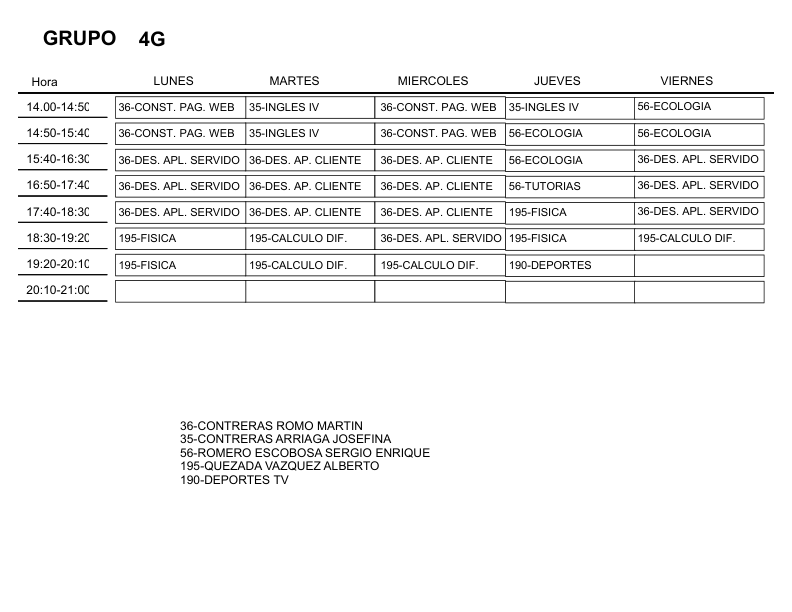 GRUPO 4G
Hora LUNES MARTES MIERCOLES JUEVES VIERNES
14.00-14:50 36-CONST. PAG. WEB 35-INGLES IV 36-CONST. PAG. WEB 35-INGLES IV 56-ECOLOGIA
14:50-15:40 36-CONST. PAG. WEB 35-INGLES IV 36-CONST. PAG. WEB 56-ECOLOGIA 56-ECOLOGIA
15:40-16:30 36-DES. APL. SERVIDO 36-DES. AP. CLIENTE 36-DES. AP. CLIENTE 56-ECOLOGIA 36-DES. APL. SERVIDO
16:50-17:40 36-DES. APL. SERVIDO 36-DES. AP. CLIENTE 36-DES. AP. CLIENTE 56-TUTORIAS 36-DES. APL. SERVIDO
17:40-18:30 36-DES. APL. SERVIDO 36-DES. AP. CLIENTE 36-DES. AP. CLIENTE 195-FISICA 36-DES. APL. SERVIDO
18:30-19:20 195-FISICA 195-CALCULO DIF. 36-DES. APL. SERVIDO 195-FISICA 195-CALCULO DIF.
19:20-20:10 195-FISICA 195-CALCULO DIF. 195-CALCULO DIF. 190-DEPORTES
20:10-21:00
36-CONTRERAS ROMO MARTIN
35-CONTRERAS ARRIAGA JOSEFINA
56-ROMERO ESCOBOSA SERGIO ENRIQUE
195-QUEZADA VAZQUEZ ALBERTO
190-DEPORTES TV